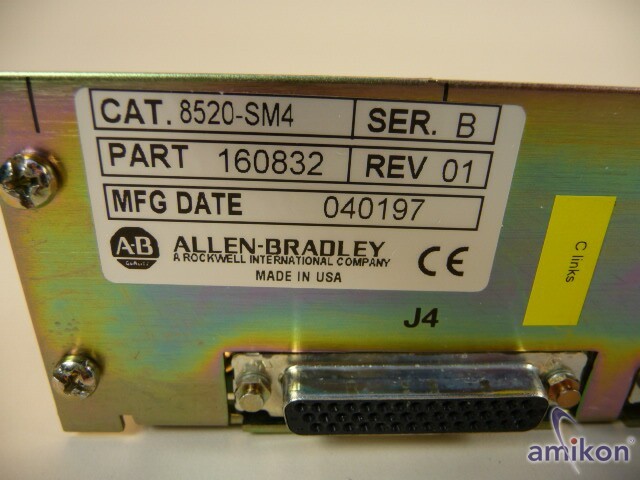 CAT. 8520-SM4 SER. B
PART 160832 REV 01
MFG DATE 040197
A-B QUALITY
ALLEN-BRADLEY
A ROCKWELL INTERNATIONAL COMPANY
MADE IN USA
CE
C links
J4
amikon®